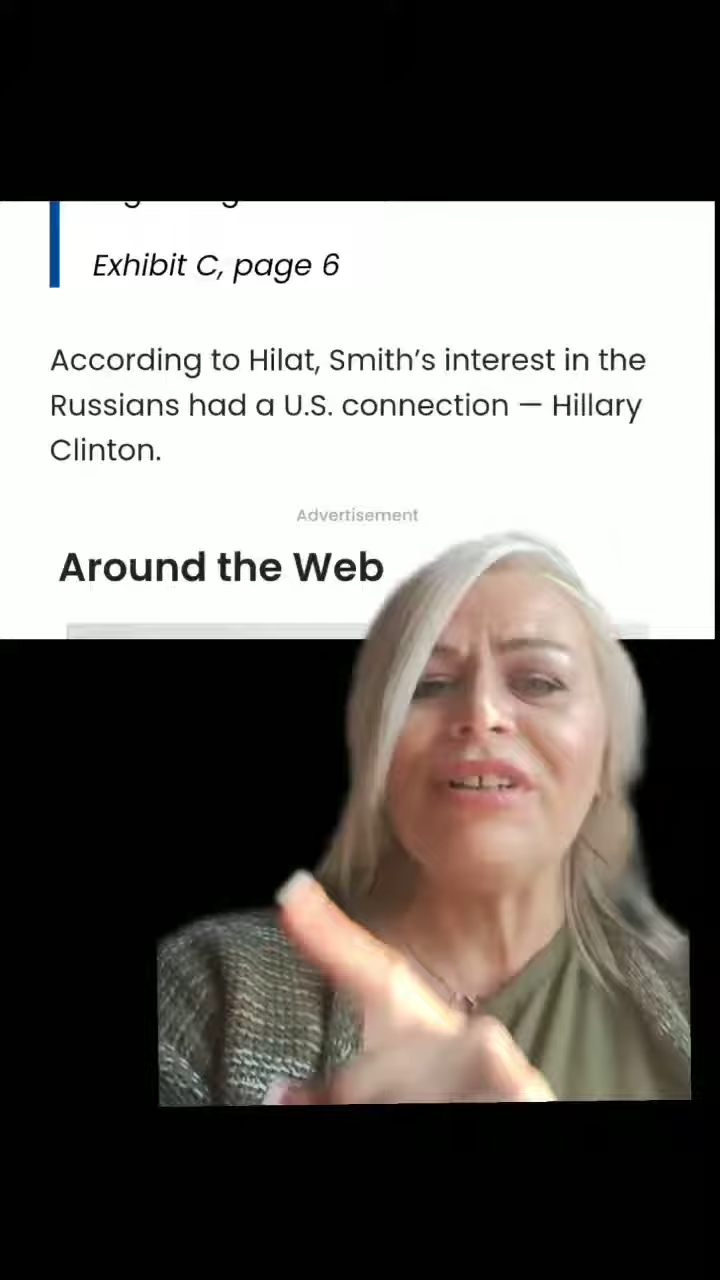 Exhibit C, page 6
According to Hilat, Smith's interest in the
Russians had a U.S. connection — Hillary
Clinton.
Advertisement
Around the Web